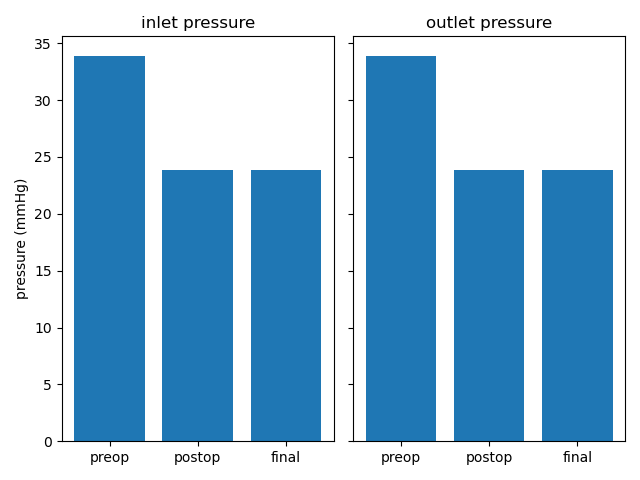 inlet pressure
outlet pressure
pressure (mmHg)
35
30
25
20
15
10
5
0
preop postop final
preop postop final